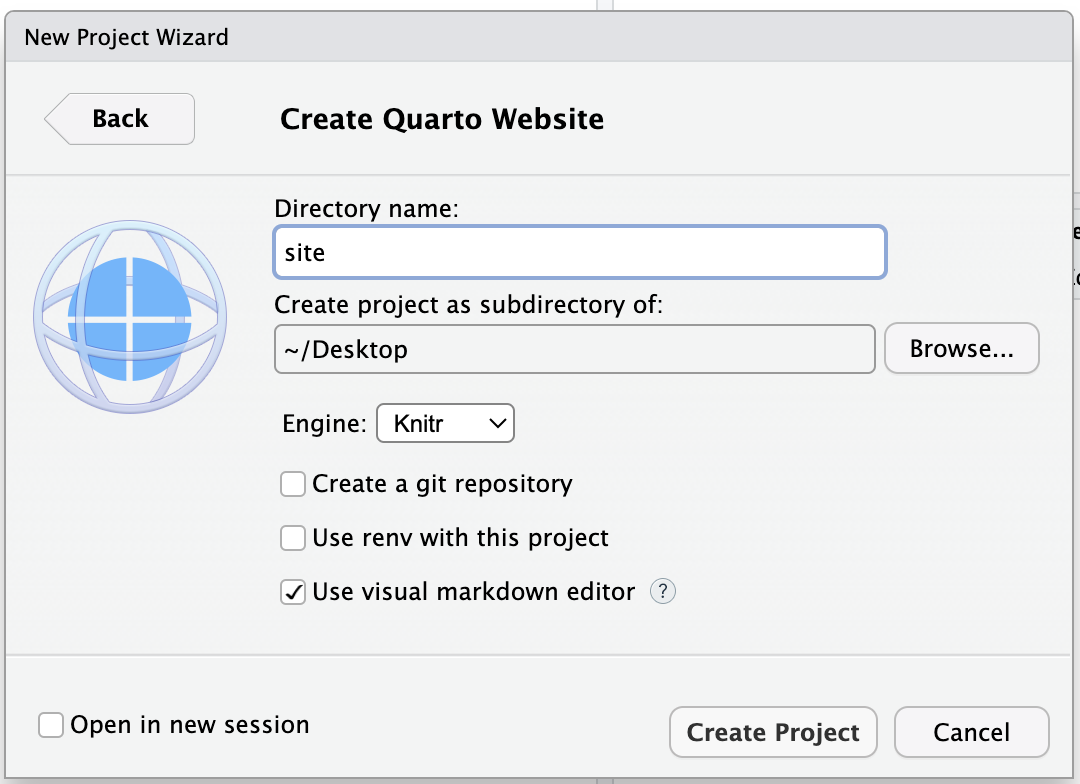 New Project Wizard
Back
Create Quarto Website
Directory name:
site
Create project as subdirectory of:
~/Desktop
Browse...
Engine: Knitr
Create a git repository
Use renv with this project
Use visual markdown editor ?
Open in new session
Create Project
Cancel